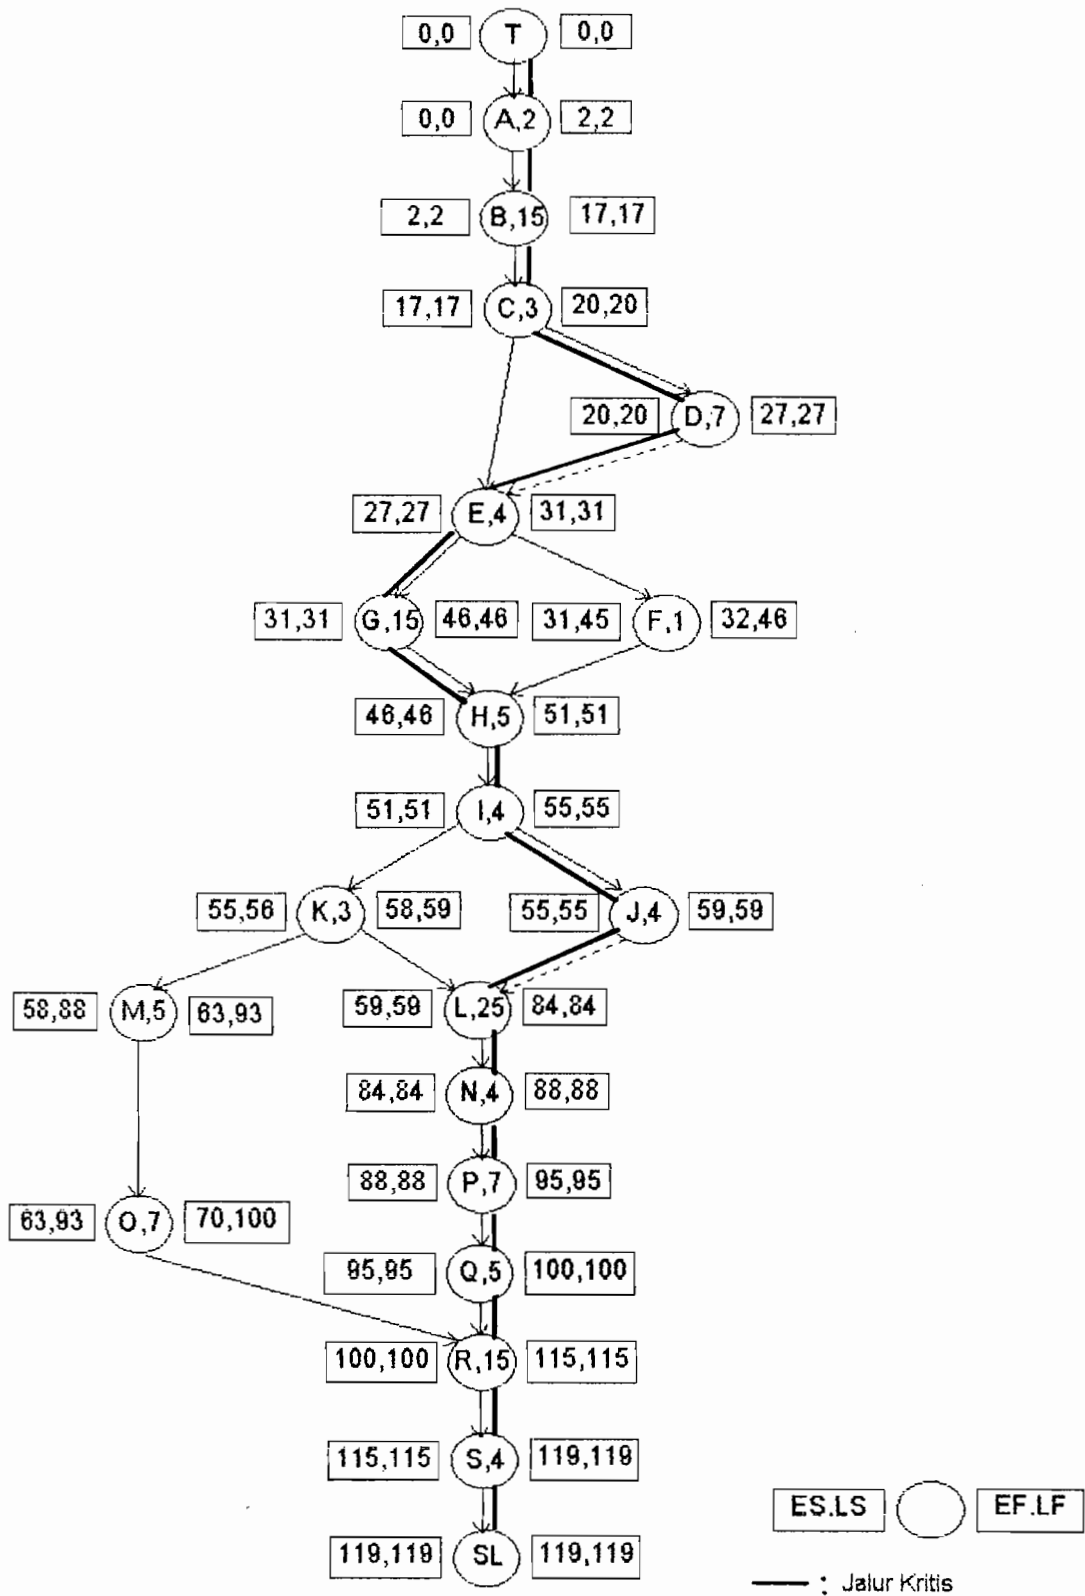 0,0 T 0,0
0,0 A,2 2,2
2,2 B,15 17,17
17,17 C,3 20,20
20,20 D,7 27,27
27,27 E,4 31,31
31,31 G,15 46,46 31,45 F,1 32,46
46,46 H,5 51,51
51,51 I,4 55,55
55,56 K,3 58,59 55,55 J,4 59,59
58,88 M,5 63,93 59,59 L,25 84,84
84,84 N,4 88,88
88,88 P,7 95,95
63,93 O,7 70,100
95,95 Q,5 100,100
100,100 R,15 115,115
115,115 S,4 119,119
ES.LS EF.LF
119,119 SL 119,119
: Jalur Kritis